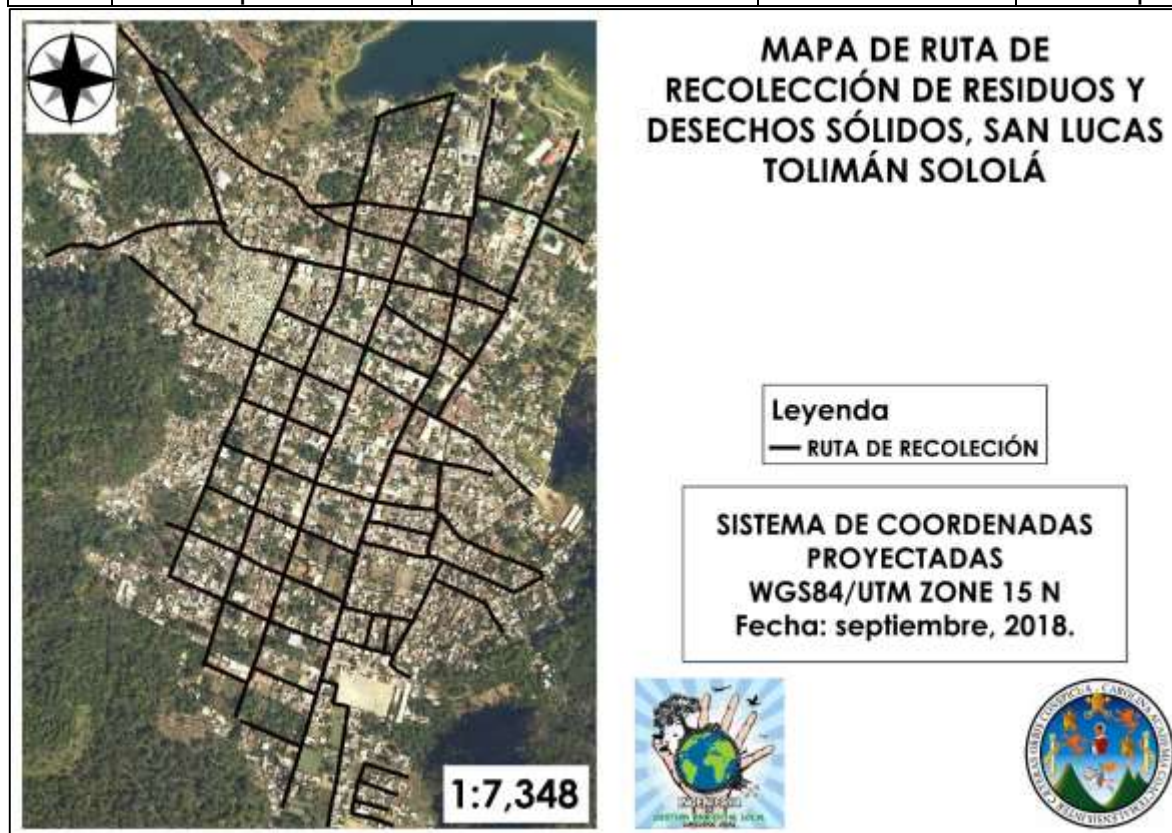 MAPA DE RUTA DE
RECOLECCIÓN DE RESIDUOS Y
DESECHOS SÓLIDOS, SAN LUCAS
TOLIMÁN SOLOLÁ
Leyenda
RUTA DE RECOLECIÓN
SISTEMA DE COORDENADAS
PROYECTADAS
WGS84/UTM ZONE 15 N
Fecha: septiembre, 2018.
1:7,348